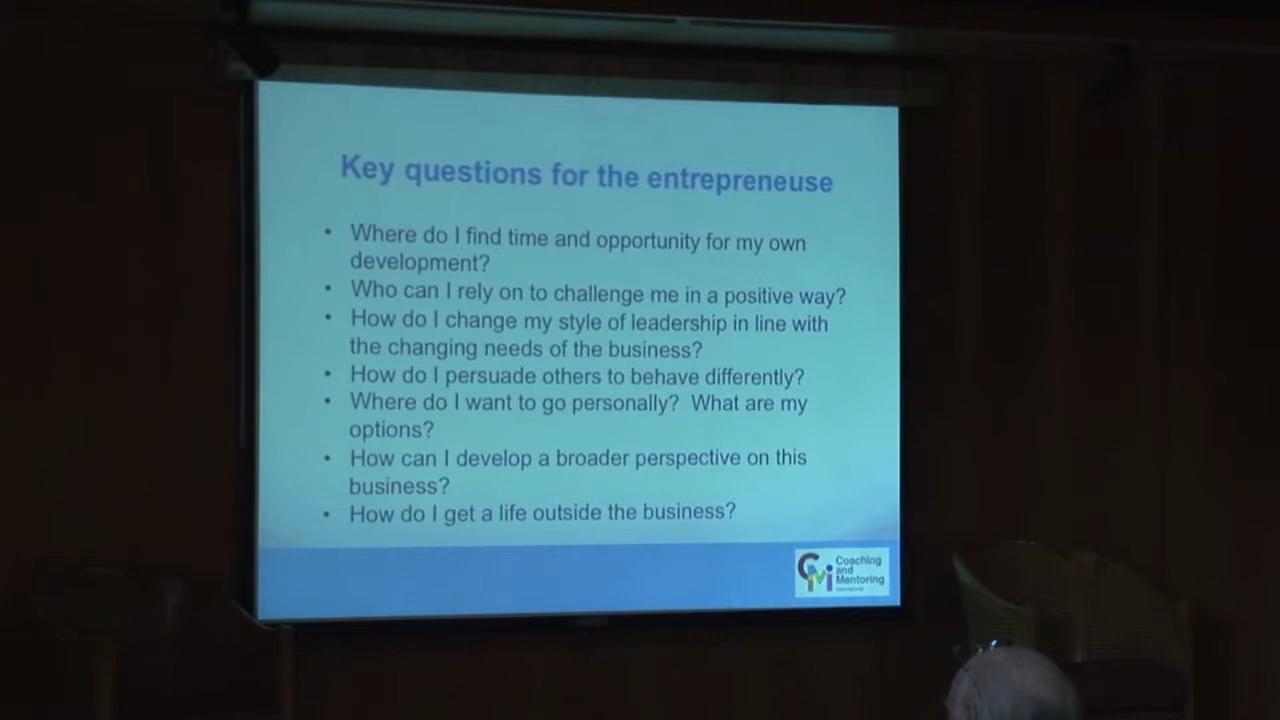 Key questions for the entrepreneuse
• Where do I find time and opportunity for my own
development?
• Who can I rely on to challenge me in a positive way?
• How do I change my style of leadership in line with
the changing needs of the business?
• How do I persuade others to behave differently?
• Where do I want to go personally? What are my
options?
• How can I develop a broader perspective on this
business?
• How do I get a life outside the business?
CMi
Coaching
and
Mentoring
International